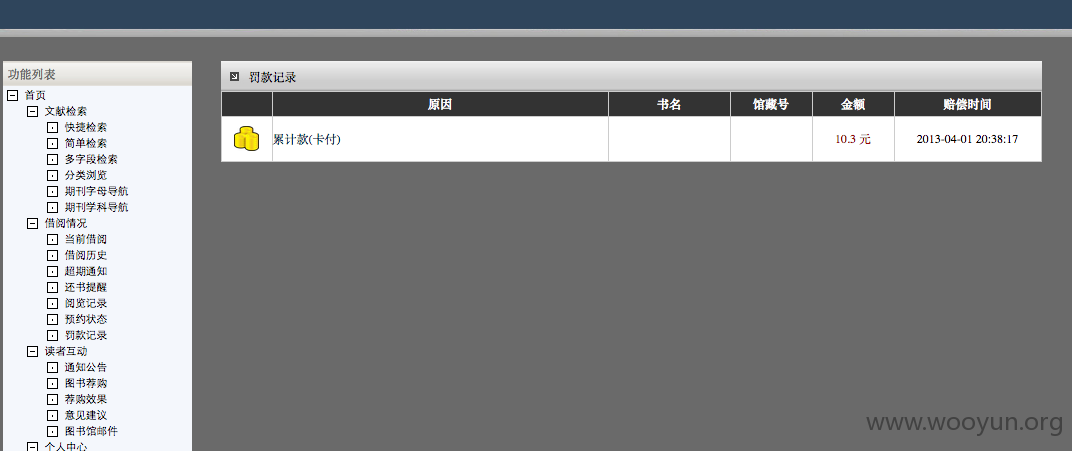 功能列表
首页
文献检索
快捷检索
简单检索
多字段检索
分类浏览
期刊字母导航
期刊学科导航
借阅情况
当前借阅
借阅历史
超期通知
还书提醒
阅览记录
预约状态
罚款记录
读者互动
通知公告
图书荐购
荐购效果
意见建议
图书馆邮件
个人中心
罚款记录
原因 书名 馆藏号 金额 赔偿时间
累计款(卡付) 10.3 元 2013-04-01 20:38:17
www.wooyun.org